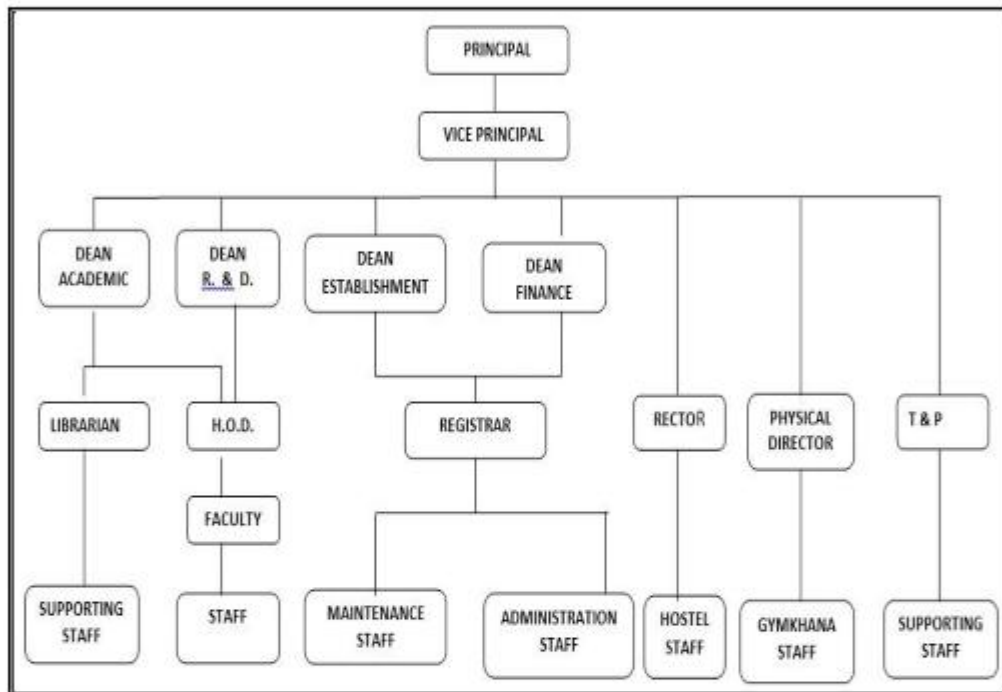 PRINCIPAL
VICE PRINCIPAL
DEAN
ACADEMIC
DEAN
R. & D.
DEAN
ESTABLISHMENT
DEAN
FINANCE
LIBRARIAN
H.O.D.
REGISTRAR
RECTOR
PHYSICAL
DIRECTOR
T & P
FACULTY
SUPPORTING
STAFF
STAFF
MAINTENANCE
STAFF
ADMINISTRATION
STAFF
HOSTEL
STAFF
GYMKHANA
STAFF
SUPPORTING
STAFF